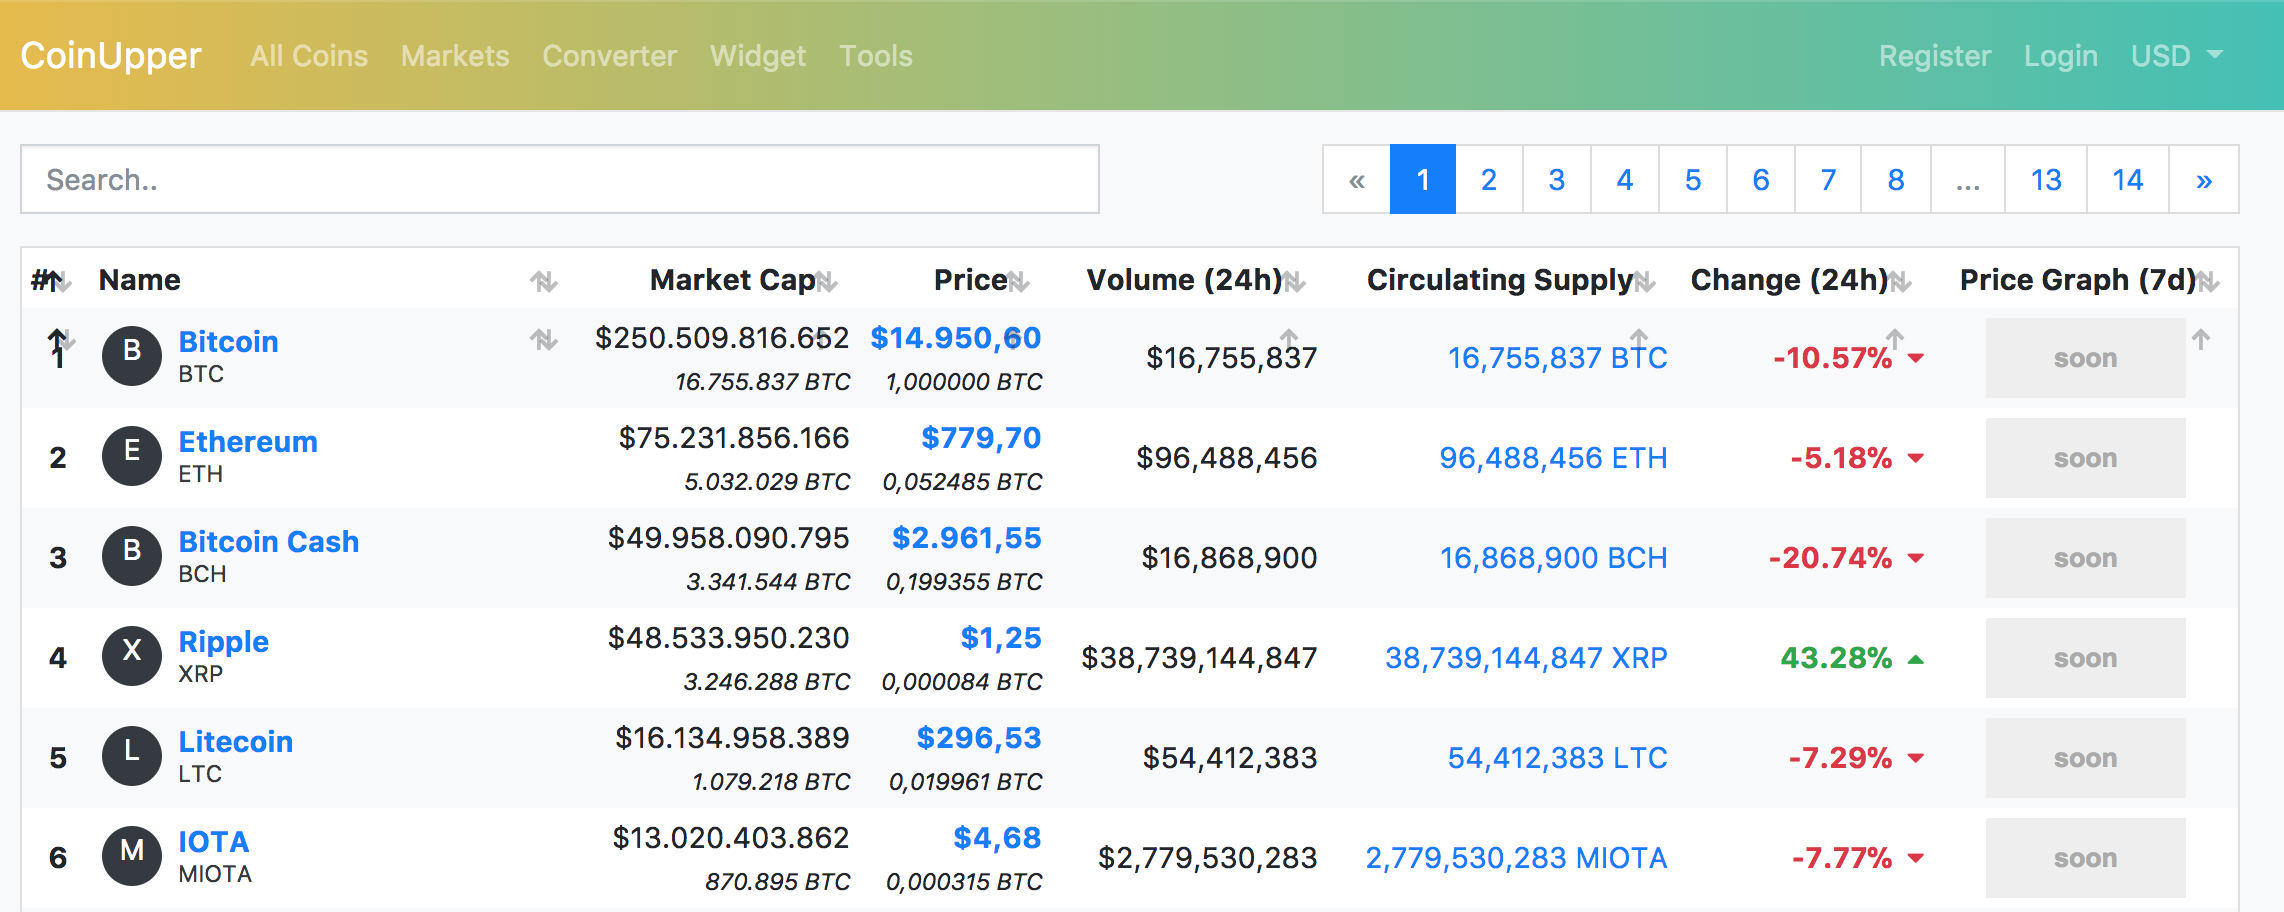 CoinUpper All Coins Markets Converter Widget Tools Register Login USD
Search.. « 1 2 3 4 5 6 7 8 ... 13 14 »
# Name Market Cap Price Volume (24h) Circulating Supply Change (24h) Price Graph (7d)
1 B Bitcoin $250.509.816.652 $14.950,60 $16,755,837 16,755,837 BTC -10.57% soon
BTC 16.755.837 BTC 1,000000 BTC
2 E Ethereum $75.231.856.166 $779,70 $96,488,456 96,488,456 ETH -5.18% soon
ETH 5.032.029 BTC 0,052485 BTC
3 B Bitcoin Cash $49.958.090.795 $2.961,55 $16,868,900 16,868,900 BCH -20.74% soon
BCH 3.341.544 BTC 0,199355 BTC
4 X Ripple $48.533.950.230 $1,25 $38,739,144,847 38,739,144,847 XRP 43.28% soon
XRP 3.246.288 BTC 0,000084 BTC
5 L Litecoin $16.134.958.389 $296,53 $54,412,383 54,412,383 LTC -7.29% soon
LTC 1.079.218 BTC 0,019961 BTC
6 M IOTA $13.020.403.862 $4,68 $2,779,530,283 2,779,530,283 MIOTA -7.77% soon
MIOTA 870.895 BTC 0,000315 BTC